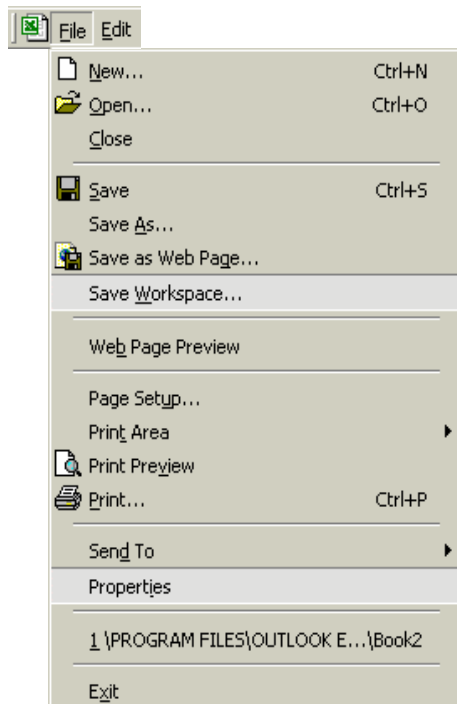 File Edit
New... Ctrl+N
Open... Ctrl+O
Close
Save Ctrl+S
Save As...
Save as Web Page...
Save Workspace...
Web Page Preview
Page Setup...
Print Area
Print Preview
Print... Ctrl+P
Send To
Properties
1 \PROGRAM FILES\OUTLOOK E...\Book2
Exit